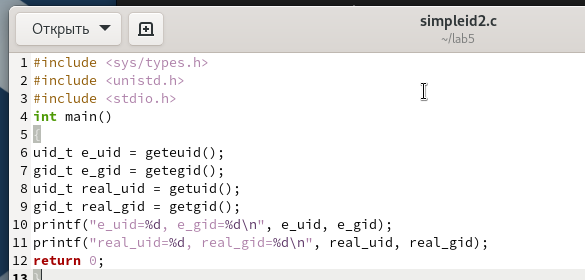 Открыть
simpleid2.c
~/lab5
1 #include <sys/types.h>
2 #include <unistd.h>
3 #include <stdio.h>
4 int main()
5 {
6 uid_t e_uid = geteuid();
7 gid_t e_gid = getegid();
8 uid_t real_uid = getuid();
9 gid_t real_gid = getgid();
10 printf("e_uid=%d, e_gid=%d\n", e_uid, e_gid);
11 printf("real_uid=%d, real_gid=%d\n", real_uid, real_gid);
12 return 0;
13 }